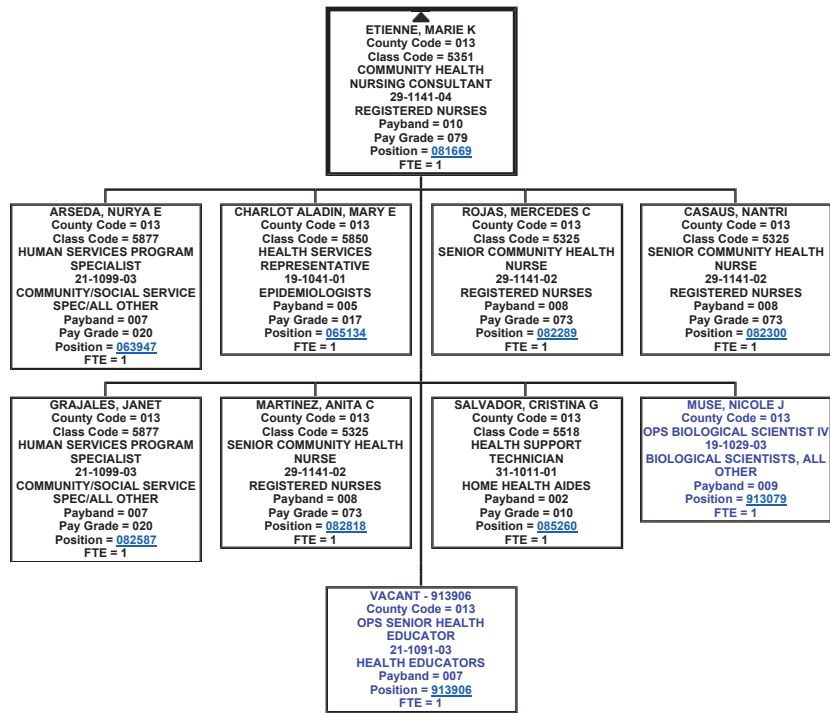 ETIENNE, MARIE K
County Code = 013
Class Code = 5351
COMMUNITY HEALTH
NURSING CONSULTANT
29-1141-04
REGISTERED NURSES
Payband = 010
Pay Grade = 079
Position = 081669
FTE = 1
ARSEDA, NURYA E
County Code = 013
Class Code = 5877
HUMAN SERVICES PROGRAM
SPECIALIST
21-1099-03
COMMUNITY/SOCIAL SERVICE
SPEC/ALL OTHER
Payband = 007
Pay Grade = 020
Position = 063947
FTE = 1
CHARLOT ALADIN, MARY E
County Code = 013
Class Code = 5850
HEALTH SERVICES
REPRESENTATIVE
19-1041-01
EPIDEMIOLOGISTS
Payband = 005
Pay Grade = 017
Position = 065134
FTE = 1
ROJAS, MERCEDES C
County Code = 013
Class Code = 5325
SENIOR COMMUNITY HEALTH
NURSE
29-1141-02
REGISTERED NURSES
Payband = 008
Pay Grade = 073
Position = 082289
FTE = 1
CASAUS, NANTRI
County Code = 013
Class Code = 5325
SENIOR COMMUNITY HEALTH
NURSE
29-1141-02
REGISTERED NURSES
Payband = 008
Pay Grade = 073
Position = 082300
FTE = 1
GRAJALES, JANET
County Code = 013
Class Code = 5877
HUMAN SERVICES PROGRAM
SPECIALIST
21-1099-03
COMMUNITY/SOCIAL SERVICE
SPEC/ALL OTHER
Payband = 007
Pay Grade = 020
Position = 082587
FTE = 1
MARTINEZ, ANITA C
County Code = 013
Class Code = 5325
SENIOR COMMUNITY HEALTH
NURSE
29-1141-02
REGISTERED NURSES
Payband = 008
Pay Grade = 073
Position = 082818
FTE = 1
SALVADOR, CRISTINA G
County Code = 013
Class Code = 5518
HEALTH SUPPORT
TECHNICIAN
31-1011-01
HOME HEALTH AIDES
Payband = 002
Pay Grade = 010
Position = 085260
FTE = 1
MUSE, NICOLE J
County Code = 013
OPS BIOLOGICAL SCIENTIST IV
19-1029-03
BIOLOGICAL SCIENTISTS, ALL
OTHER
Payband = 009
Position = 913079
FTE = 1
VACANT - 913906
County Code = 013
OPS SENIOR HEALTH
EDUCATOR
21-1091-03
HEALTH EDUCATORS
Payband = 007
Position = 913906
FTE = 1